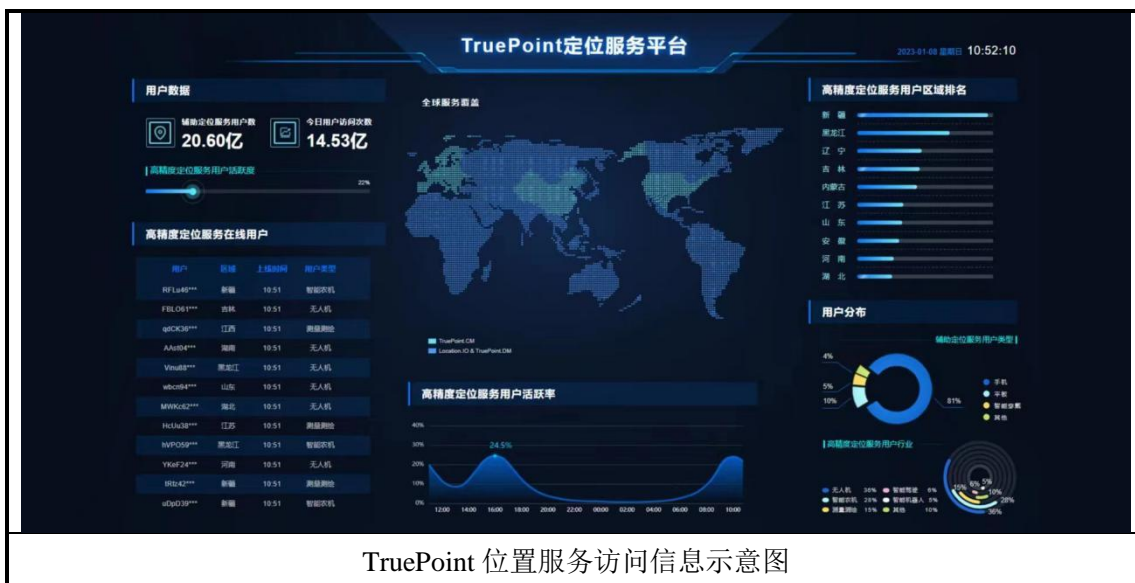 TruePoint定位服务平台
2023-01-08 星期日 10:52:10
用户数据
辅助定位服务用户数
20.60亿
今日用户访问次数
14.53亿
高精度定位服务用户活跃度
22%
高精度定位服务在线用户
用户 区域 上线时间 用户类型
RFLu46*** 新疆 10:51 智能农机
FBLO61*** 吉林 10:51 无人机
qdCK36*** 江西 10:51 测量测绘
AAst04*** 湖南 10:51 无人机
Vinu88*** 黑龙江 10:51 无人机
wbcn94*** 山东 10:51 无人机
MWKc62*** 湖北 10:51 无人机
HcUu38*** 江苏 10:51 测量测绘
hVPO59*** 黑龙江 10:51 智能农机
YKeF24*** 河南 10:51 无人机
tRtz42*** 新疆 10:51 测量测绘
uDpD39*** 新疆 10:51 智能农机
全球服务覆盖
TruePoint.CM
Location.IO & TruePoint.DM
高精度定位服务用户活跃率
40%
30%
20%
10%
0%
24.5%
12:00 14:00 16:00 18:00 20:00 22:00 00:00 02:00 04:00 06:00 08:00 10:00
高精度定位服务用户区域排名
新疆
黑龙江
辽宁
吉林
内蒙古
江苏
山东
安徽
河南
湖北
用户分布
辅助定位服务用户类型
4%
5%
10%
81%
手机
平板
智能穿戴
其他
高精度定位服务用户行业
无人机 36% 智能驾驶 6%
智能农机 28% 智能机器人 5%
测量测绘 15% 其他 10%
15% 6% 5% 10% 28% 36%
TruePoint 位置服务访问信息示意图